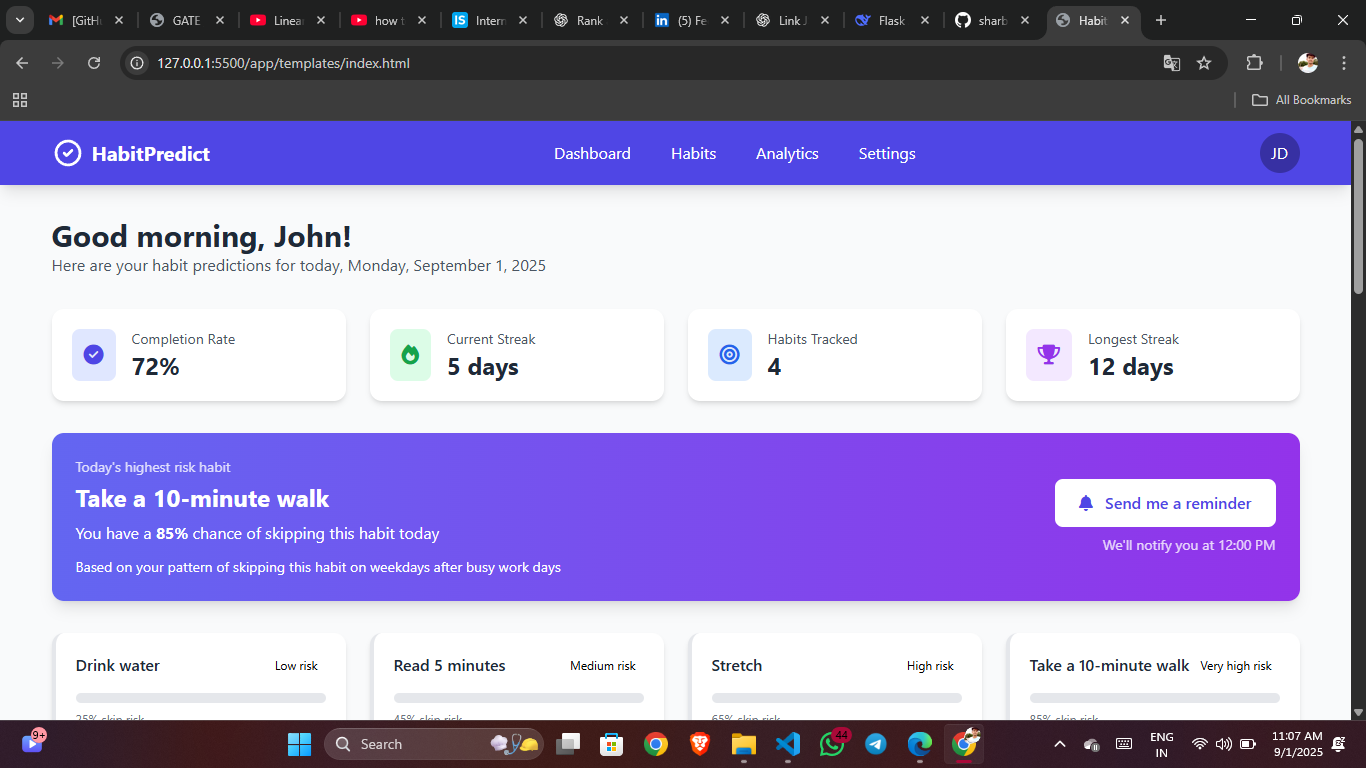 [GitHu
GATE
Linear
how t
Intern
Rank
(5) Fe
Link J
Flask
sharb
Habit
127.0.0.1:5500/app/templates/index.html
All Bookmarks
HabitPredict
Dashboard
Habits
Analytics
Settings
JD
Good morning, John!
Here are your habit predictions for today, Monday, September 1, 2025
Completion Rate
72%
Current Streak
5 days
Habits Tracked
4
Longest Streak
12 days
Today's highest risk habit
Take a 10-minute walk
You have a 85% chance of skipping this habit today
Based on your pattern of skipping this habit on weekdays after busy work days
Send me a reminder
We'll notify you at 12:00 PM
Drink water
Low risk
25% skip risk
Read 5 minutes
Medium risk
45% skip risk
Stretch
High risk
65% skip risk
Take a 10-minute walk
Very high risk
85% skip risk
9+
Search
44
ENG
IN
11:07 AM
9/1/2025